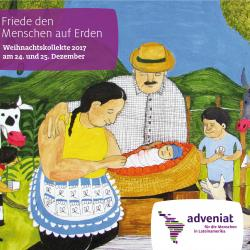 Friede den
Menschen auf Erden
Weihnachtskollekte 2017
am 24. und 25. Dezember
adveniat
für die Menschen
in Lateinamerika